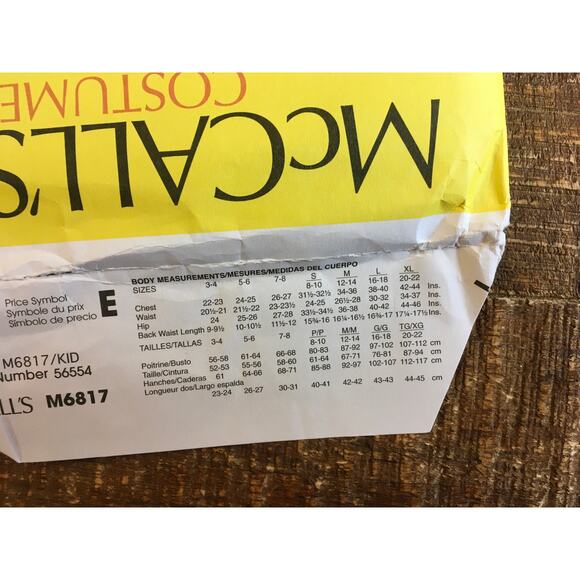 COSTUME
McCALL'S
BODY MEASUREMENTS/MESURES/MEDIDAS DEL CUERPO
SIZES 3-4 5-6 7-8 S 8-10 M 12-14 L 16-18 XL 20-22
Chest 22-23 24-25 26-27 31½-32½ 34-36 38-40 42-44 Ins.
Waist 20½-21 21½-22 23-23½ 24-25 26½-28 30-32 34-37
Hip 24 25-26 27-28 33½-34½ 36-38 40-42 44-46 Ins.
Back Waist Length 9-9½ 10-10½ 11½-12 15¾-16 16¼-16½ 16¾-17 17¼-17½ Ins.
TAILLES/TALLAS 3-4 5-6 7-8 P/P 8-10 M/M 12-14 G/G 16-18 TG/XG 20-22
Poitrine/Busto 56-58 61-64 66-68 80-83 87-92 97-102 107-112 cm
Taille/Cintura 52-53 55-56 58-60 61-64 67-71 76-81 87-94 cm
Hanches/Caderas 61 64-66 68-71 85-88 92-97 102-107 112-117 cm
Longueur dos/Largo espalda 23-24 26-27 30-31 40-41 42-42 43-43 44-45 cm
Price Symbol
Symbole du prix E
Símbolo de precio
M6817/KID
Number 56554
LL'S M6817